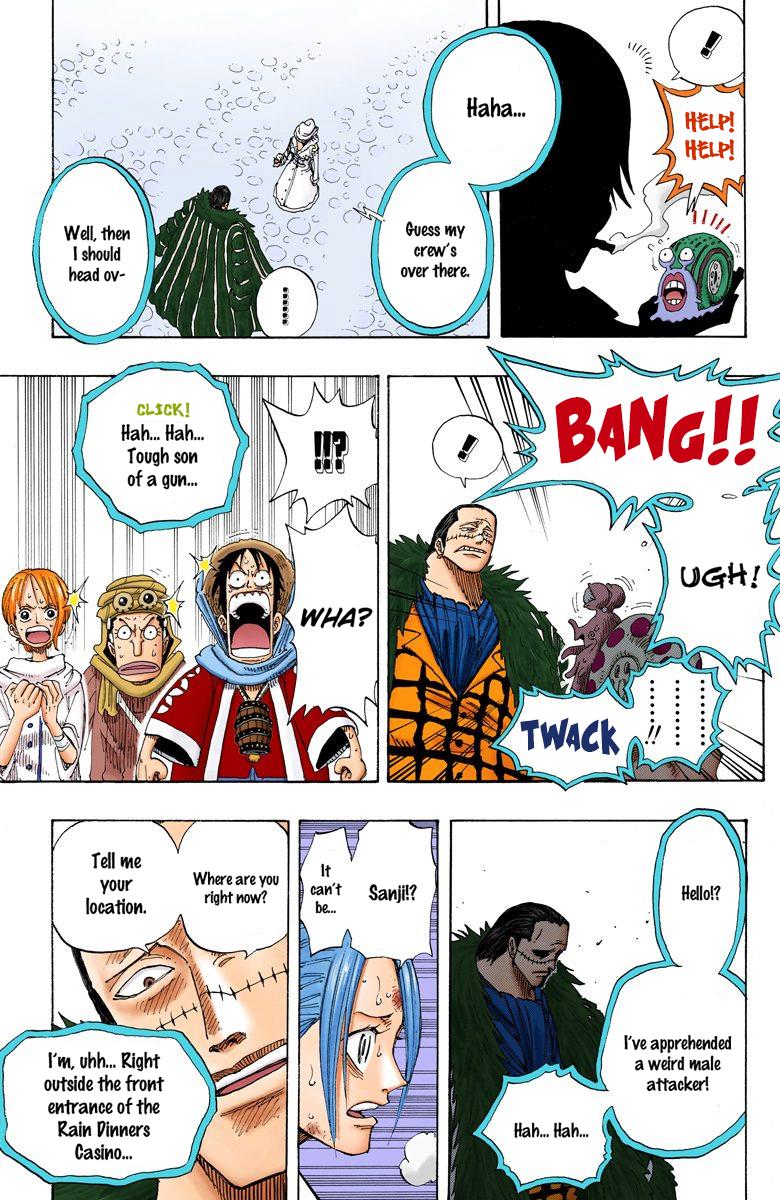 !
HELP!
HELP!
Haha...
Guess my
crew's
over there.
!!
Well, then
I should
head ov-
BANG!!
!
UGH!
........!!
TWACK
!!?
WHA?
CLICK!
Hah... Hah...
Tough son
of a gun...
Hello!?
I've apprehended
a weird male
attacker!
Hah... Hah...
Sanji!?
It
can't
be...
Where are you
right now?
Tell me
your
location.
I'm, uhh... Right
outside the front
entrance of the
Rain Dinners
Casino...